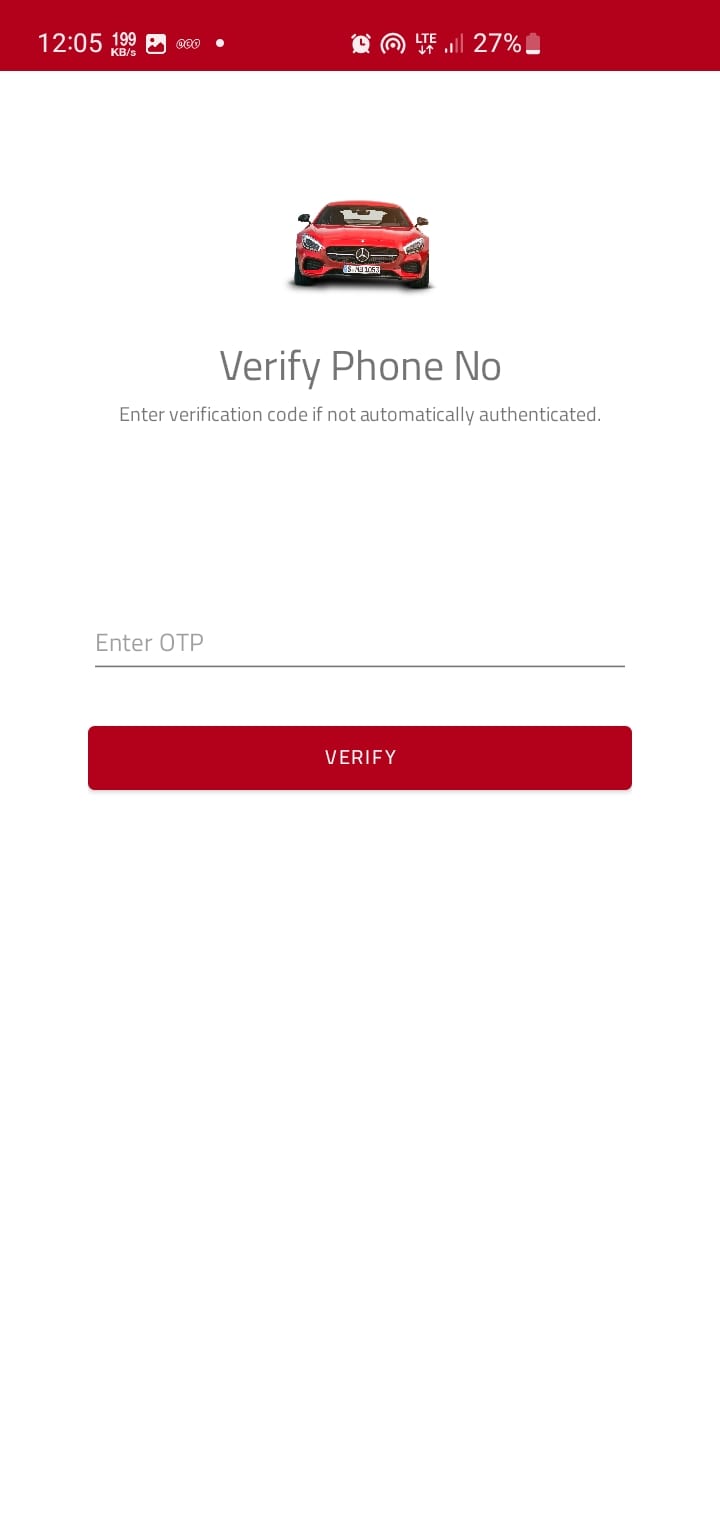 12:05 199 KB/s LTE 27%
Verify Phone No
Enter verification code if not automatically authenticated.
Enter OTP
VERIFY